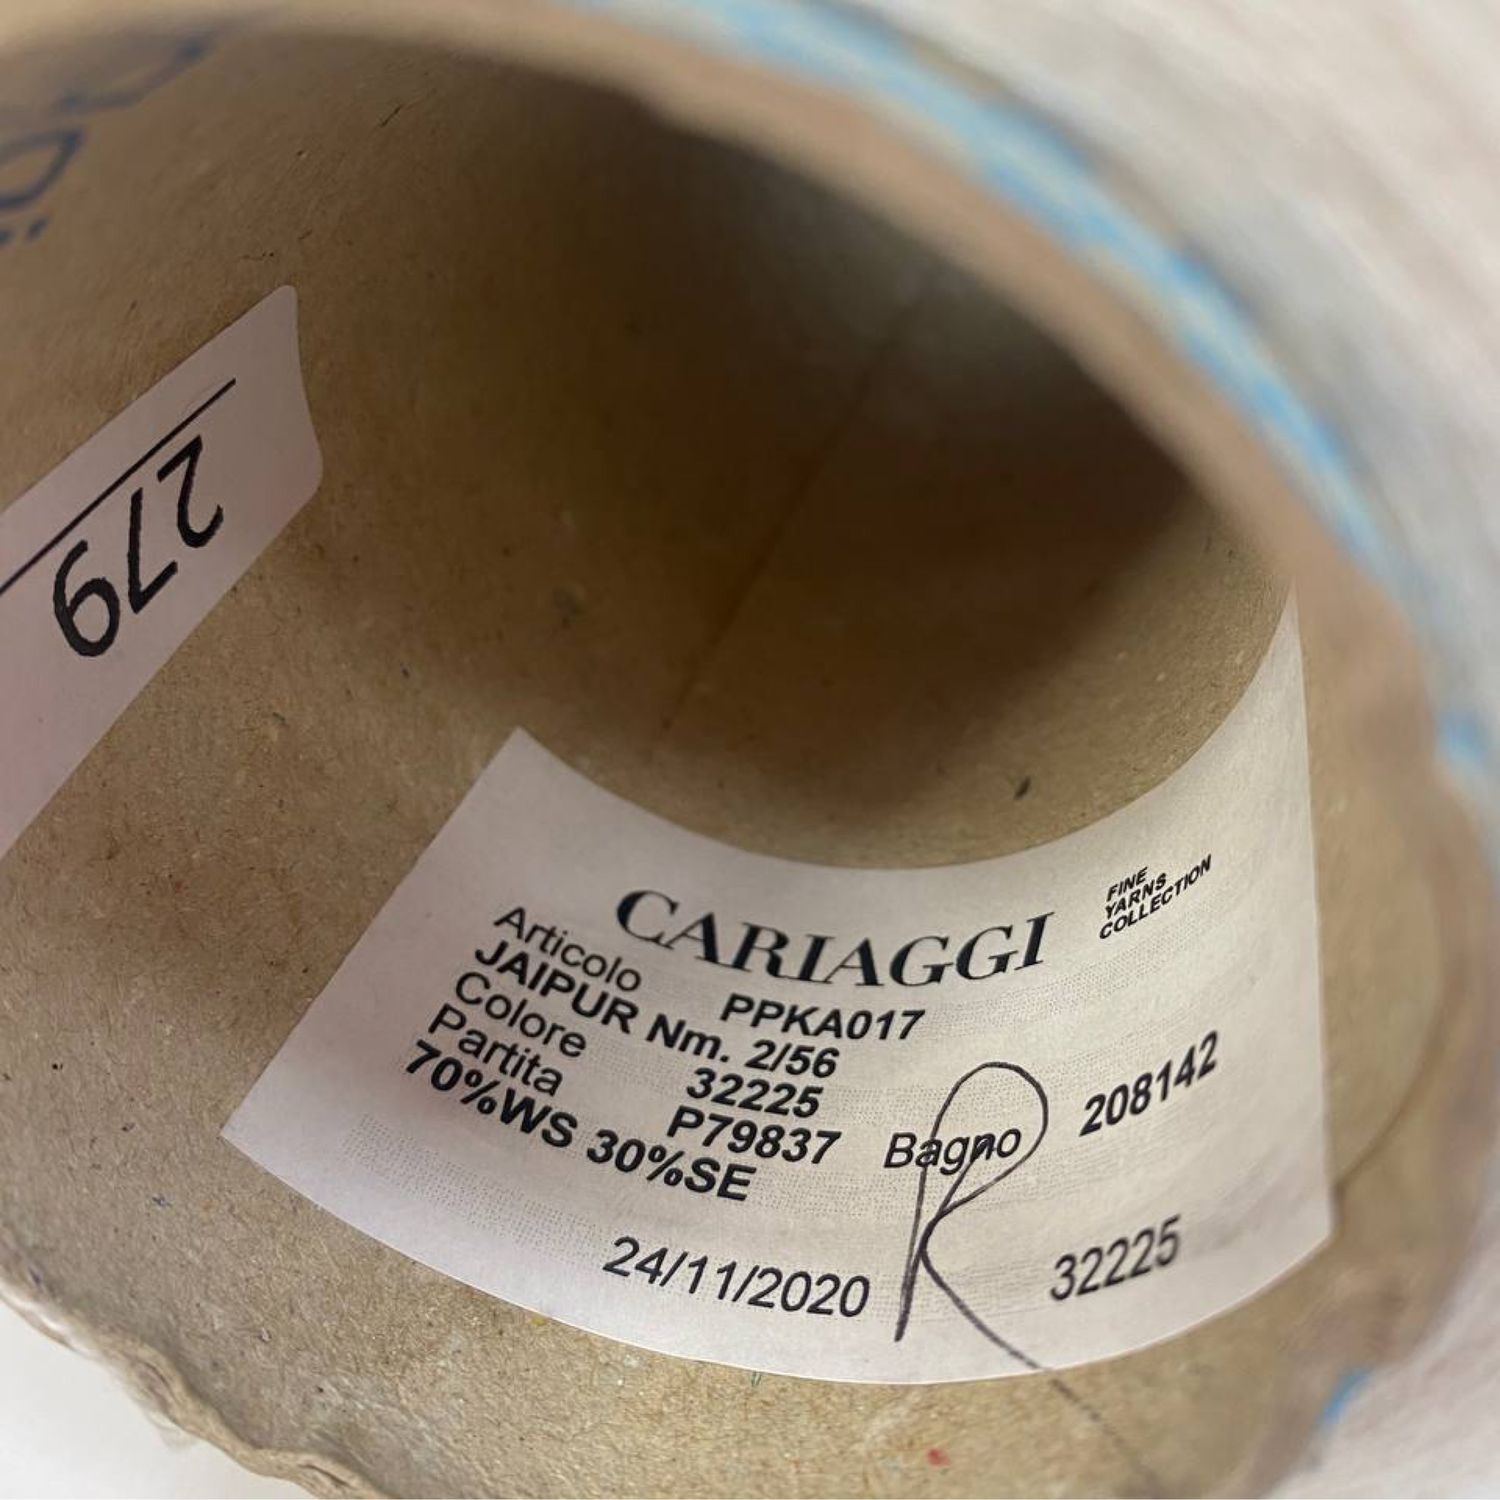 279
CARIAGGI
FINE
YARNS
COLLECTION
Articolo PPKA017
JAIPUR Nm. 2/56
Colore 32225
Partita P79837 Bagno 208142
70%WS 30%SE
24/11/2020 R 32225